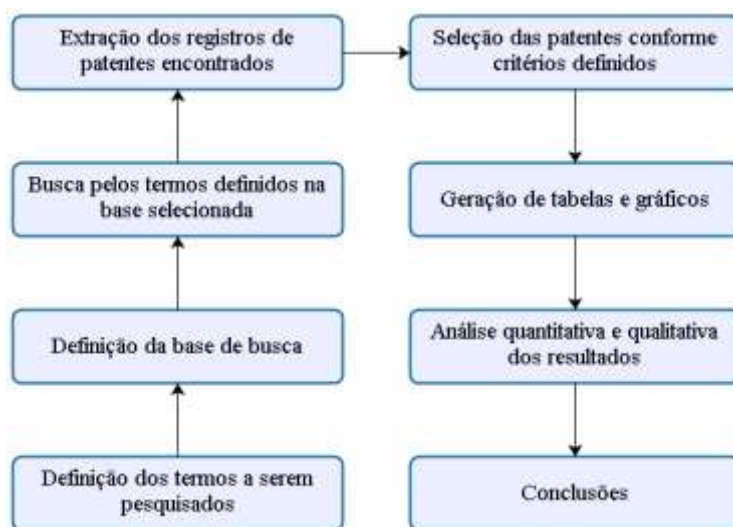 Extração dos registros de
patentes encontrados
Seleção das patentes conforme
critérios definidos
Busca pelos termos definidos na
base selecionada
Geração de tabelas e gráficos
Definição da base de busca
Análise quantitativa e qualitativa
dos resultados
Definição dos termos a serem
pesquisados
Conclusões